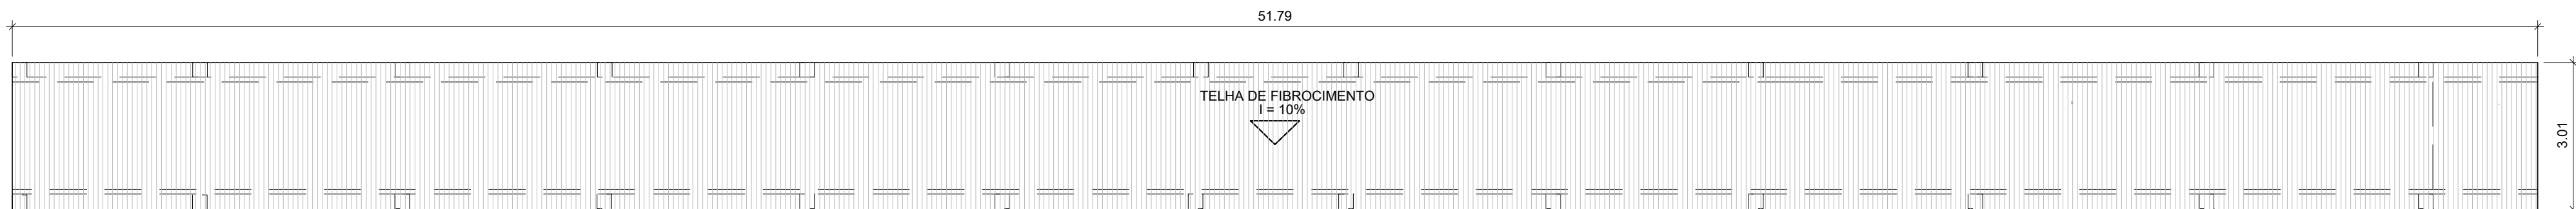 51.79
TELHA DE FIBROCIMENTO
I = 10%
3.01